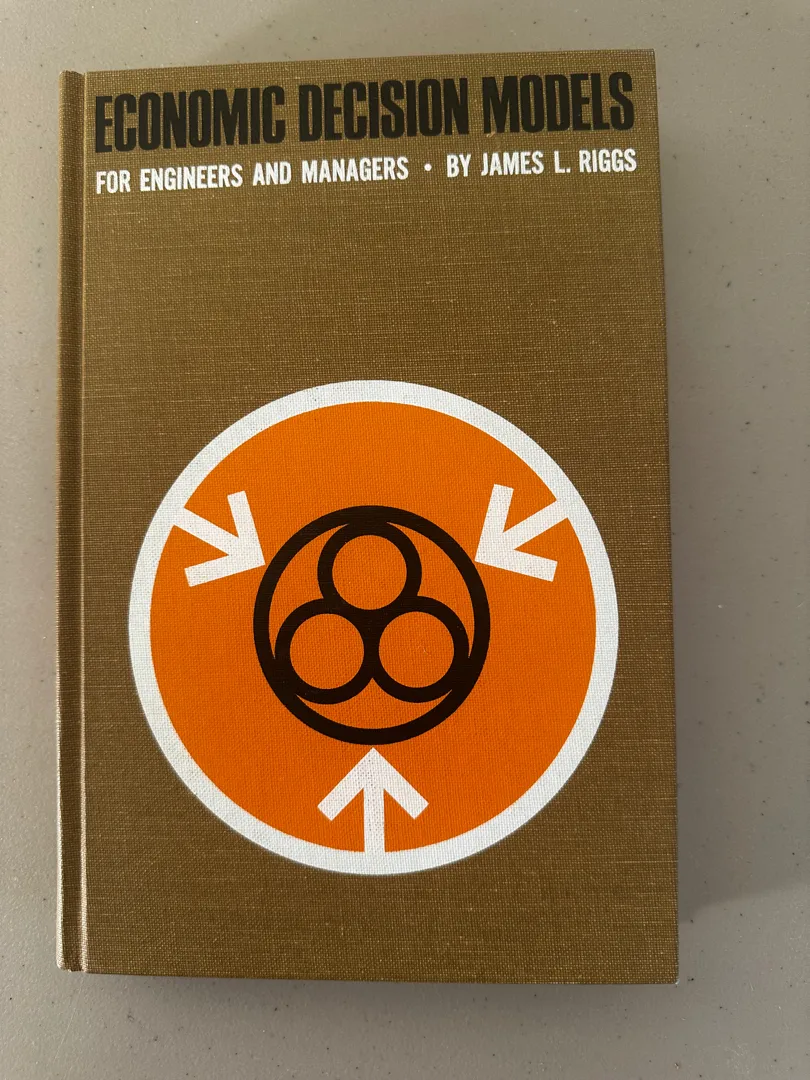 ECONOMIC DECISION MODELS
FOR ENGINEERS AND MANAGERS • BY JAMES L. RIGGS